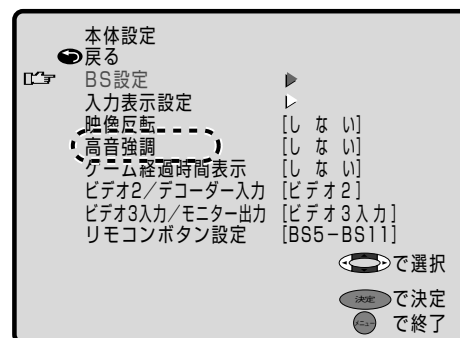 本体設定
戻る
BS設定
入力表示設定
映像反転 [しない]
高音強調 [しない]
ゲーム経過時間表示 [しない]
ビデオ2/デコーダー入力 [ビデオ2]
ビデオ3入力/モニター出力 [ビデオ3入力]
リモコンボタン設定 [BS5-BS11]
で選択
決定 で決定
メニュー で終了